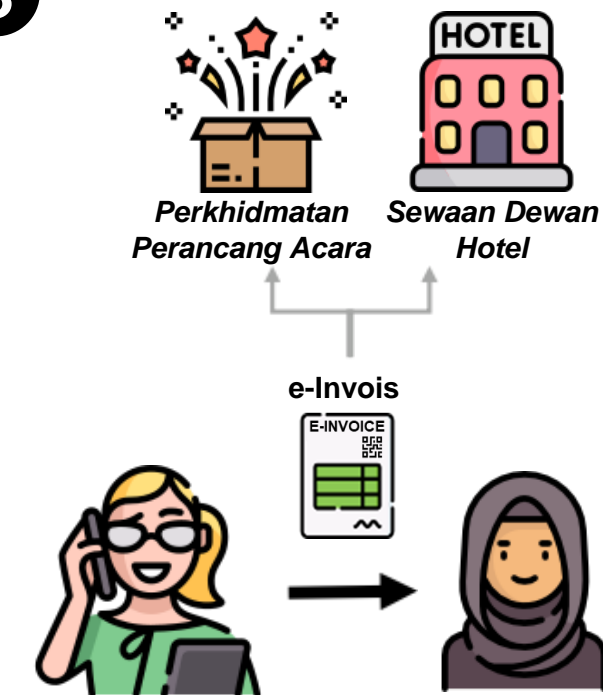 HOTEL
Perkhidmatan
Perancang Acara
Sewaan Dewan
Hotel
e-Invois
E-INVOICE